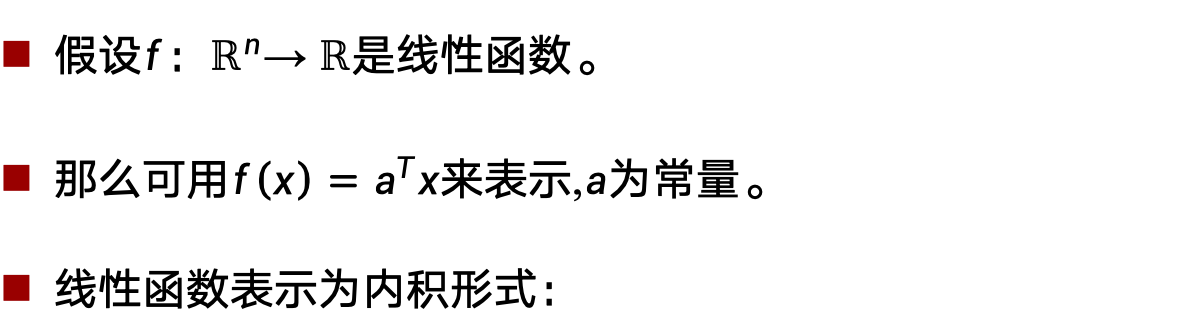 ■ 假设f：ℝⁿ→ ℝ是线性函数。
■ 那么可用f (x) = aᵀx来表示,a为常量。
■ 线性函数表示为内积形式：